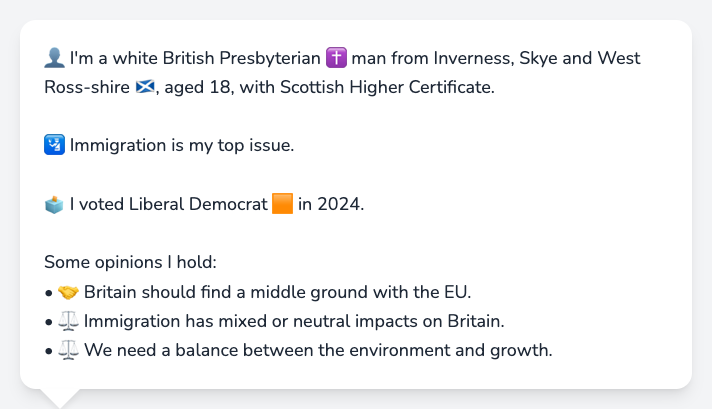 👤 I'm a white British Presbyterian ✝️ man from Inverness, Skye and West
Ross-shire 🏴󠁧󠁢󠁳󠁣󠁴󠁿, aged 18, with Scottish Higher Certificate.
🛂 Immigration is my top issue.
🗳️ I voted Liberal Democrat 🟧 in 2024.
Some opinions I hold:
• 🤝 Britain should find a middle ground with the EU.
• ⚖️ Immigration has mixed or neutral impacts on Britain.
• ⚖️ We need a balance between the environment and growth.